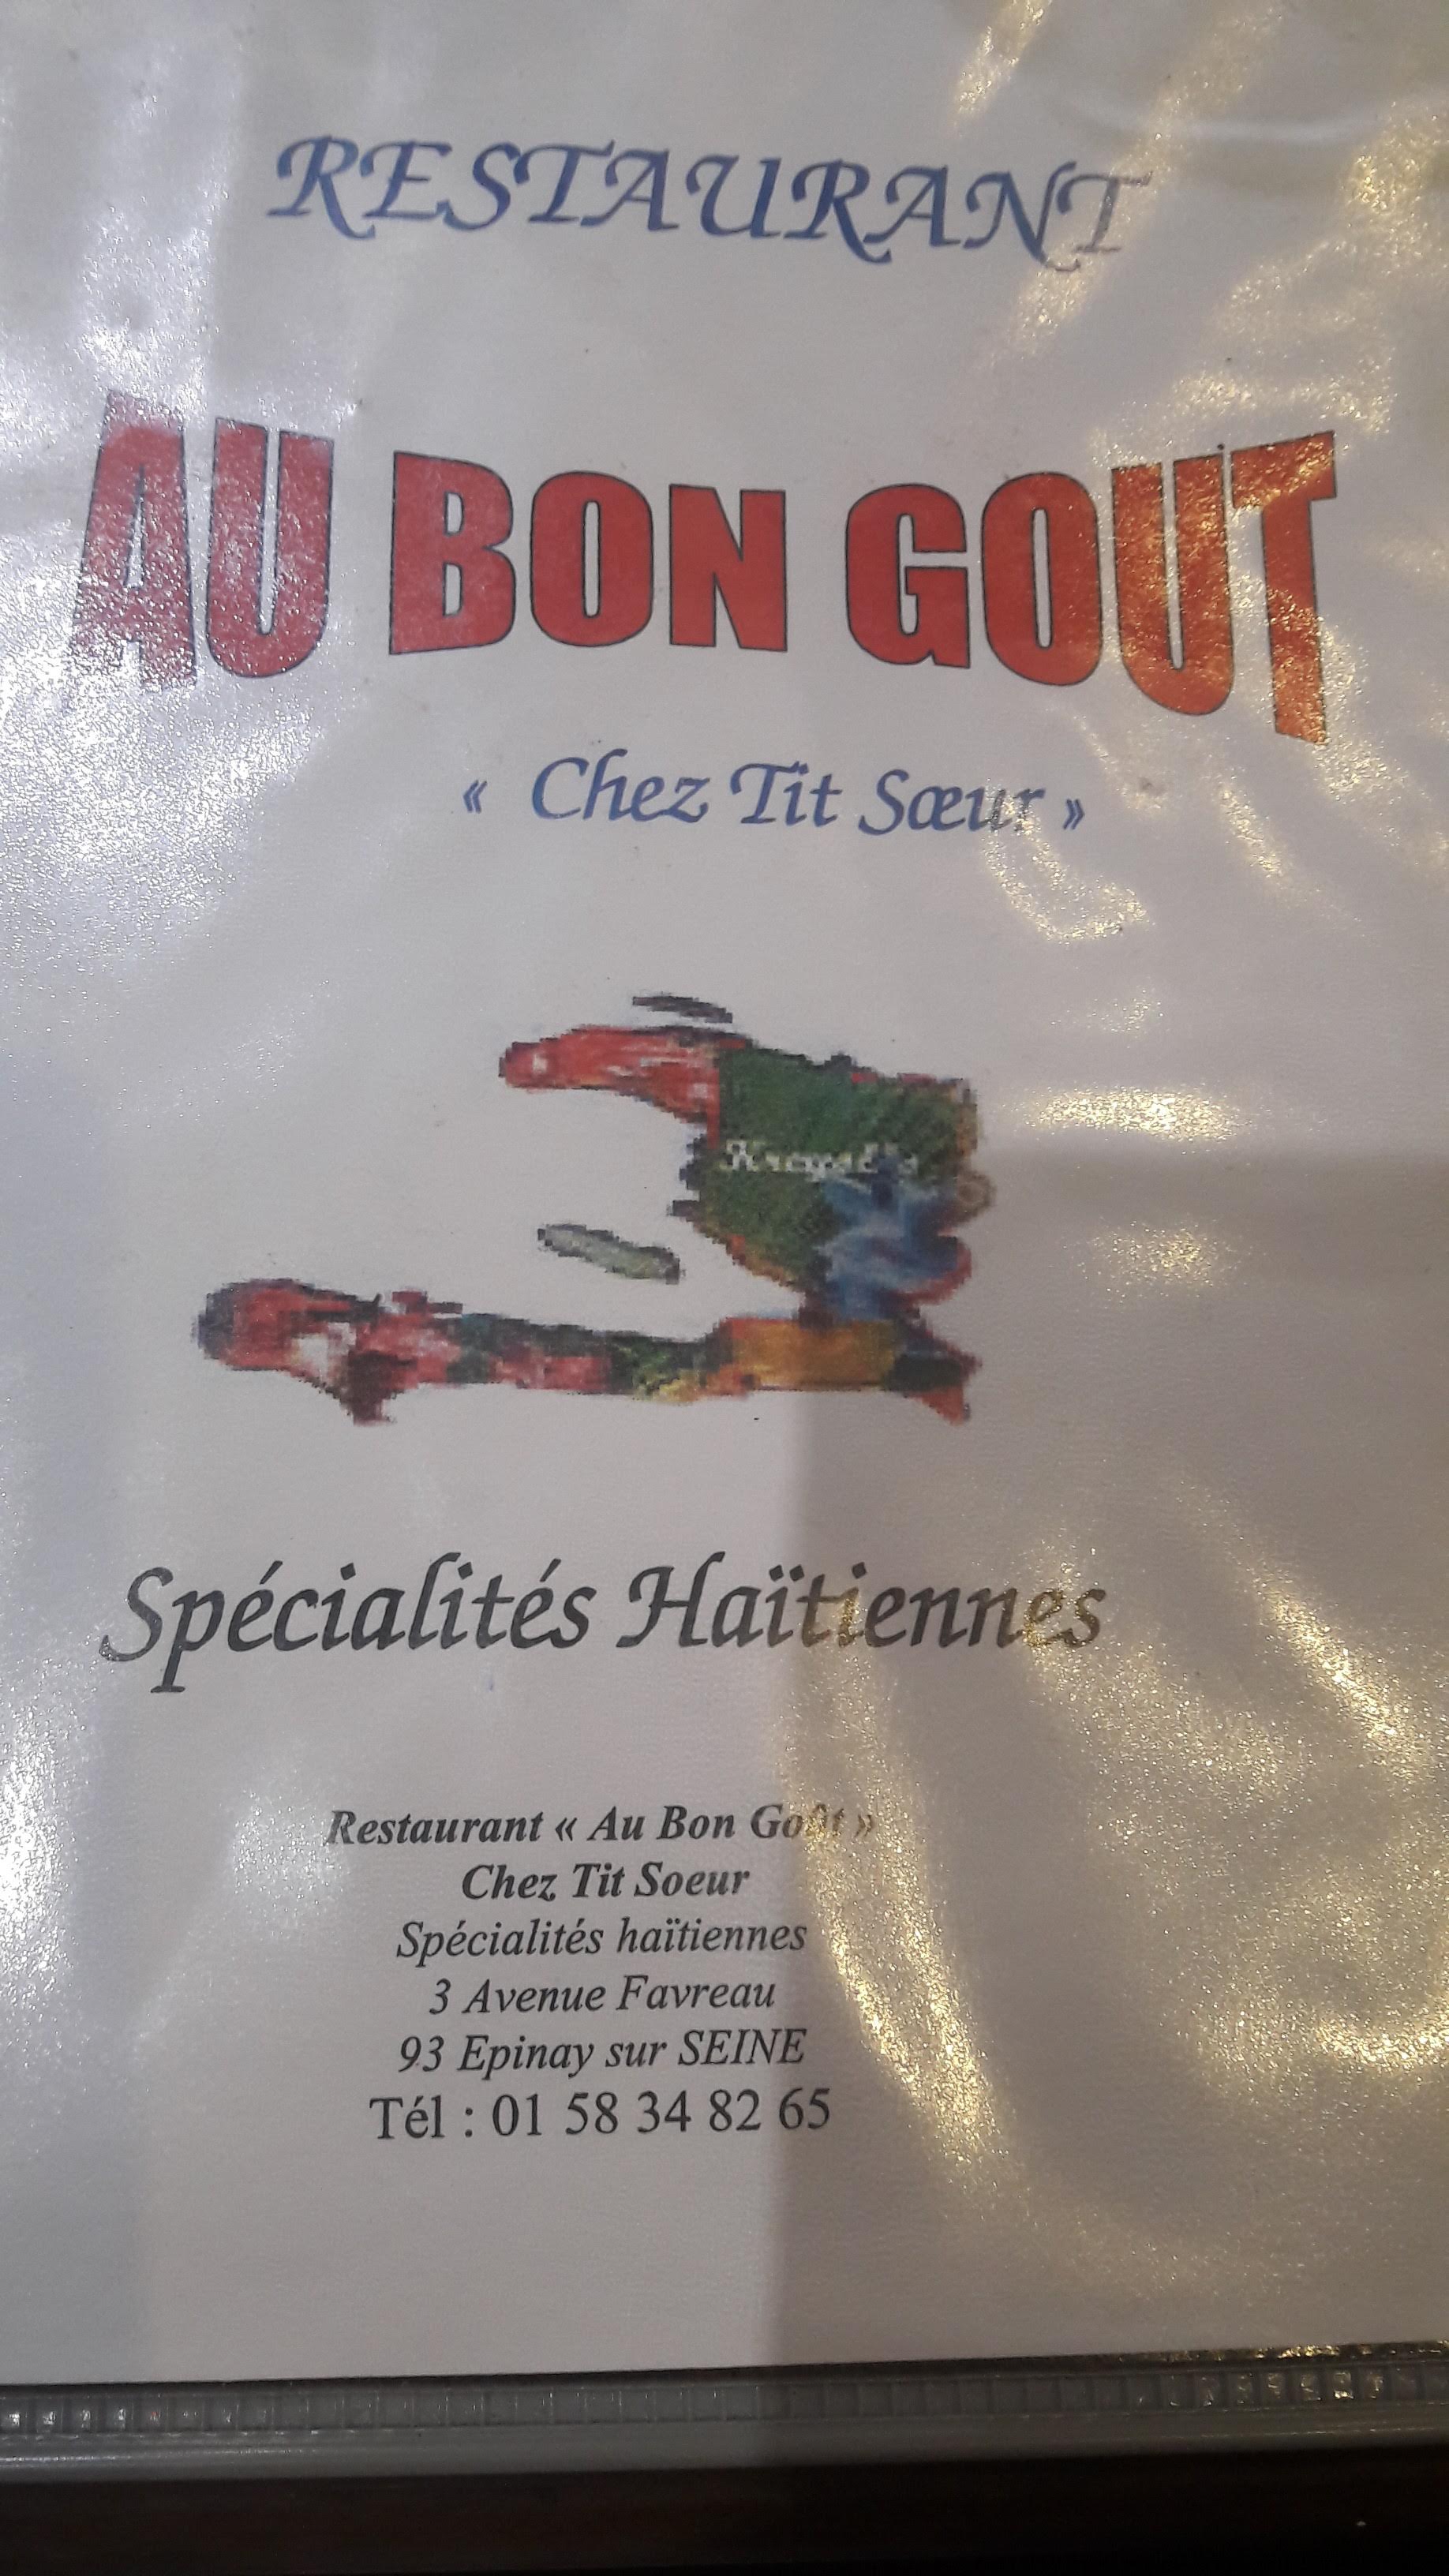 RESTAURANT
AU BON GOUT
« Chez Tit Sœur »
Spécialités Haïtiennes
Restaurant « Au Bon Goût »
Chez Tit Soeur
Spécialités haïtiennes
3 Avenue Favreau
93 Epinay sur SEINE
Tél : 01 58 34 82 65